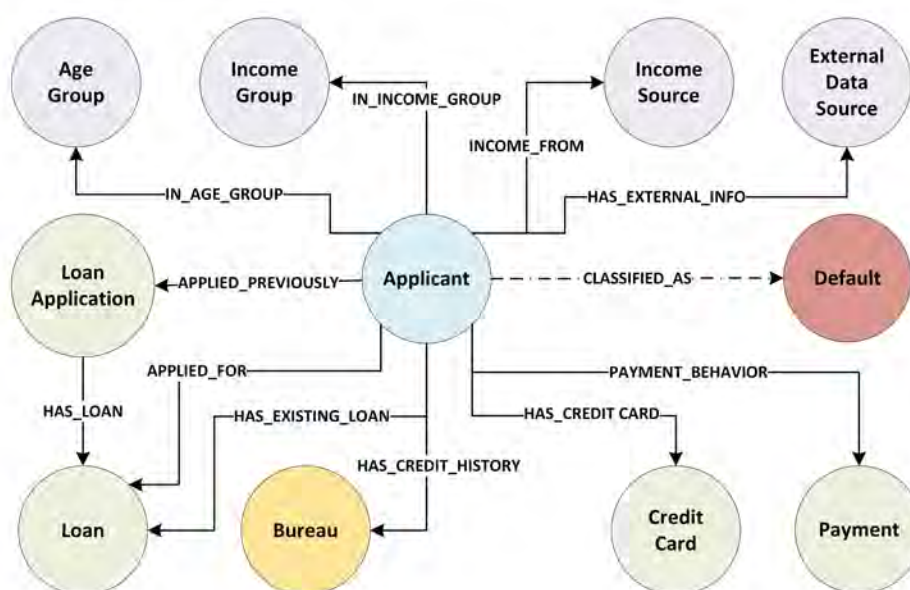 Age
Group
Income
Group
Income
Source
External
Data
Source
IN_INCOME_GROUP
INCOME_FROM
IN_AGE_GROUP
HAS_EXTERNAL_INFO
Loan
Application
APPLIED_PREVIOUSLY
Applicant
CLASSIFIED_AS
Default
APPLIED_FOR
PAYMENT_BEHAVIOR
HAS_LOAN
HAS_EXISTING_LOAN
HAS_CREDIT CARD
HAS_CREDIT_HISTORY
Loan
Bureau
Credit
Card
Payment